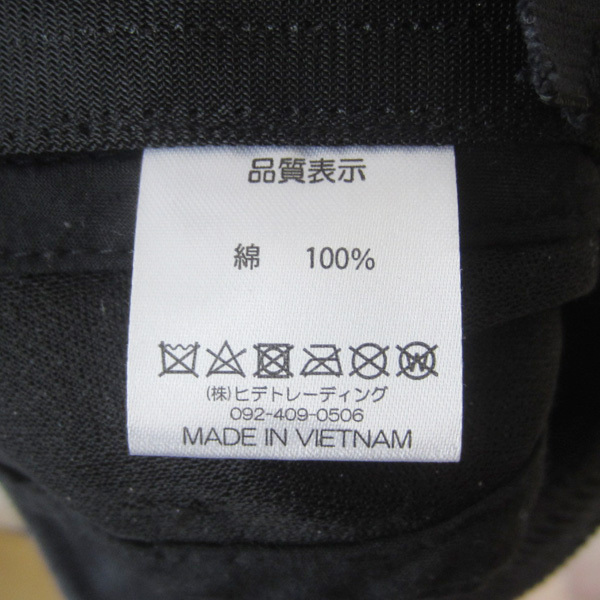 品質表示
綿 100%
W
(株)ヒデトレーディング
092-409-0506
MADE IN VIETNAM